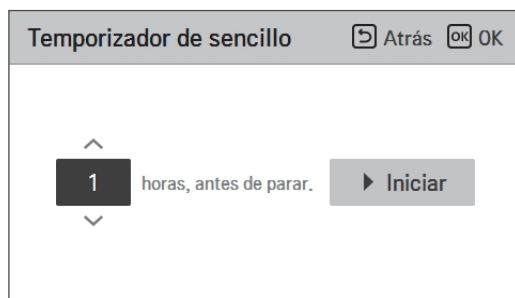 Temporizador de sencillo Atrás OK OK
1 horas, antes de parar. Iniciar